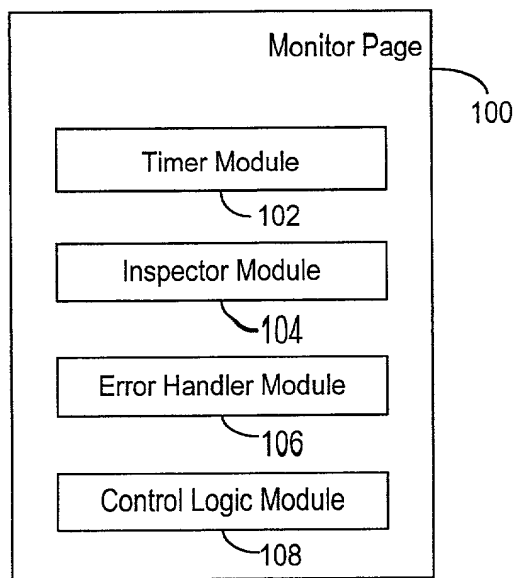 Monitor Page
100
Timer Module
102
Inspector Module
104
Error Handler Module
106
Control Logic Module
108